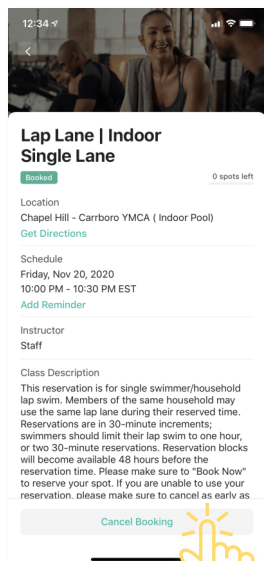 12:34
Lap Lane | Indoor
Single Lane
Booked
0 spots left
Location
Chapel Hill - Carrboro YMCA ( Indoor Pool)
Get Directions
Schedule
Friday, Nov 20, 2020
10:00 PM - 10:30 PM EST
Add Reminder
Instructor
Staff
Class Description
This reservation is for single swimmer/household
lap swim. Members of the same household may
use the same lap lane during their reserved time.
Reservations are in 30-minute increments;
swimmers should limit their lap swim to one hour,
or two 30-minute reservations. Reservation blocks
will become available 48 hours before the
reservation time. Please make sure to "Book Now"
to reserve your spot. If you are unable to use your
reservation, please make sure to cancel as early as
Cancel Booking